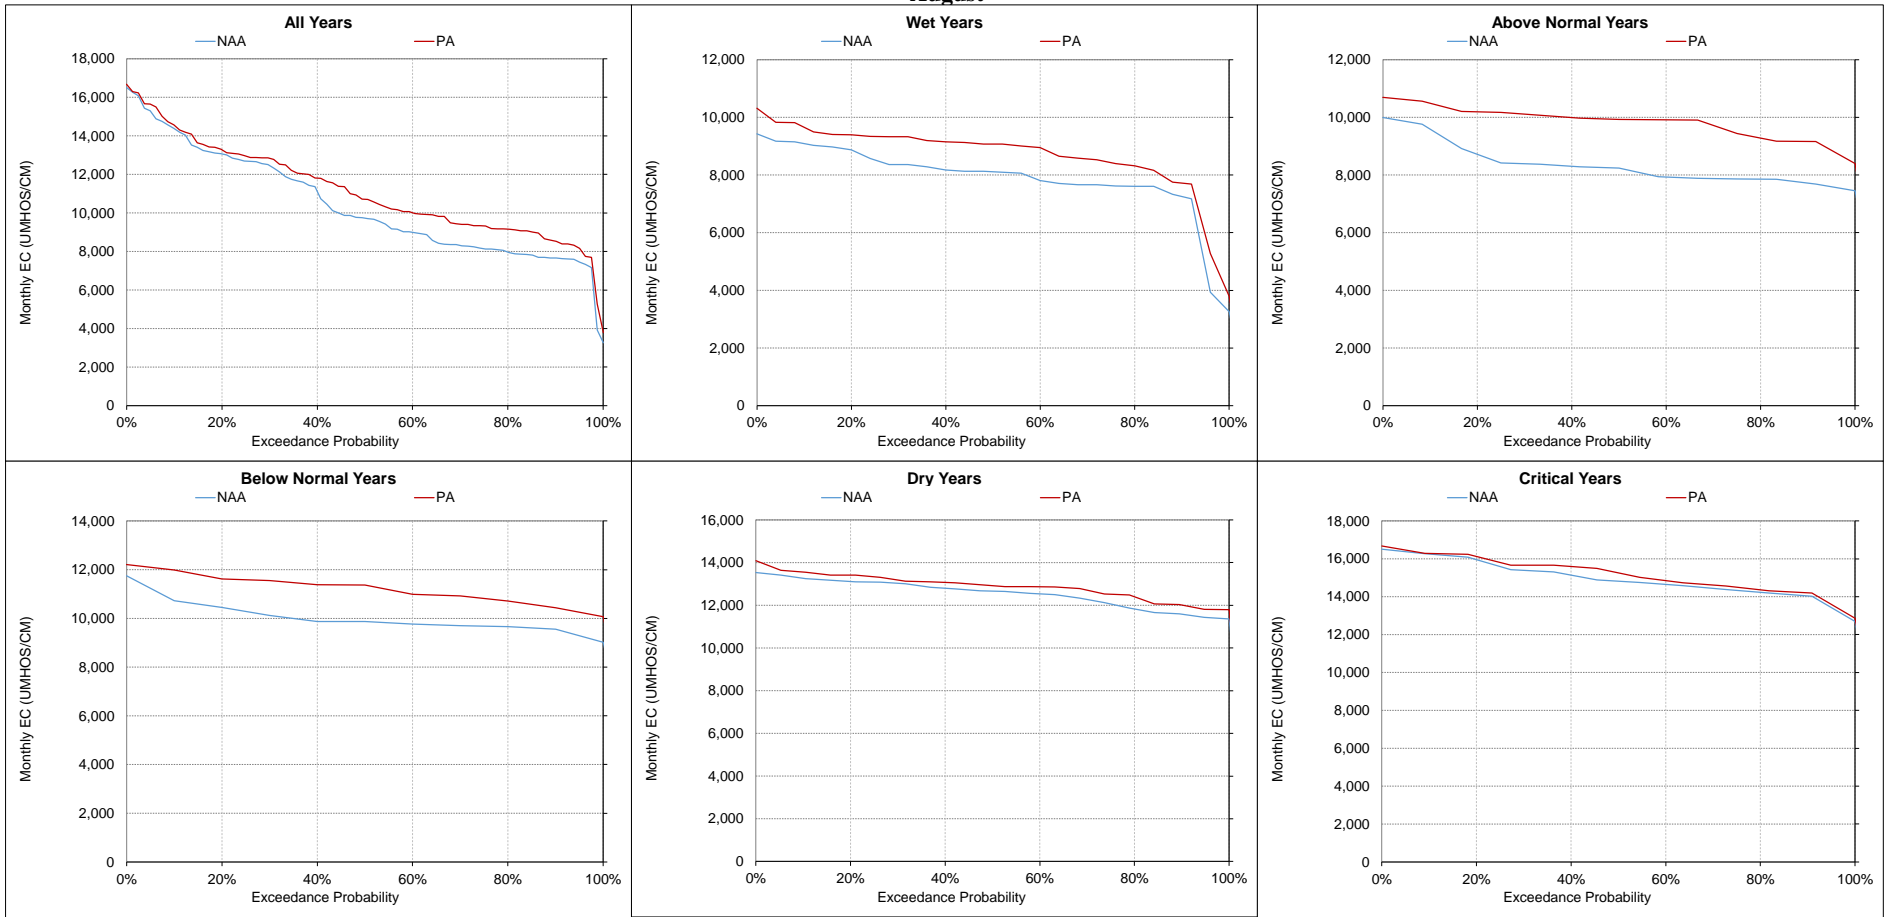 August
All Years
NAA PA
18,000
16,000
14,000
12,000
10,000
8,000
6,000
4,000
2,000
0
Monthly EC (UMHOS/CM)
0% 20% 40% 60% 80% 100%
Exceedance Probability
Wet Years
NAA PA
12,000
10,000
8,000
6,000
4,000
2,000
0
Monthly EC (UMHOS/CM)
0% 20% 40% 60% 80% 100%
Exceedance Probability
Above Normal Years
NAA PA
12,000
10,000
8,000
6,000
4,000
2,000
0
Monthly EC (UMHOS/CM)
0% 20% 40% 60% 80% 100%
Exceedance Probability
Below Normal Years
NAA PA
14,000
12,000
10,000
8,000
6,000
4,000
2,000
0
Monthly EC (UMHOS/CM)
0% 20% 40% 60% 80% 100%
Exceedance Probability
Dry Years
NAA PA
16,000
14,000
12,000
10,000
8,000
6,000
4,000
2,000
0
Monthly EC (UMHOS/CM)
0% 20% 40% 60% 80% 100%
Exceedance Probability
Critical Years
NAA PA
18,000
16,000
14,000
12,000
10,000
8,000
6,000
4,000
2,000
0
Monthly EC (UMHOS/CM)
0% 20% 40% 60% 80% 100%
Exceedance Probability